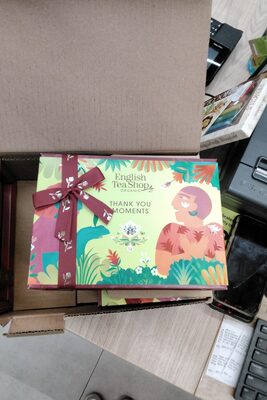 English
Tea Shop
ORGANIC
THANK YOU
MOMENTS